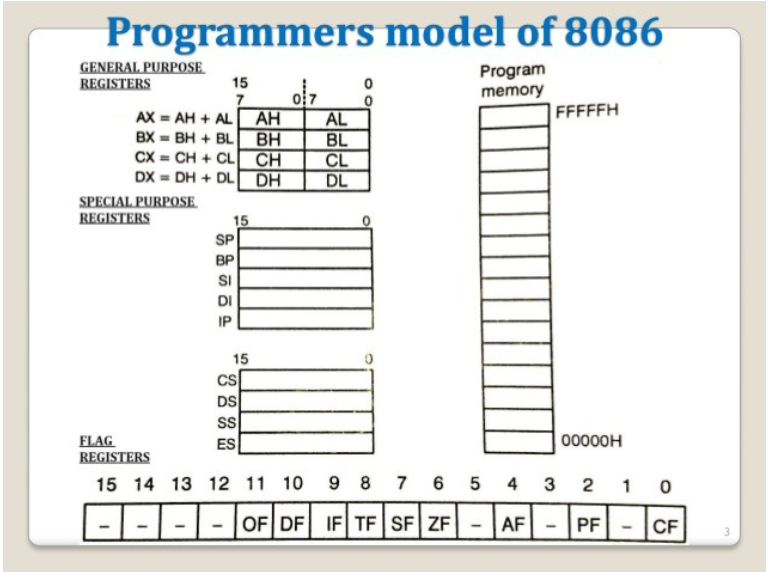 Programmers model of 8086
GENERAL PURPOSE
REGISTERS
15 0
7 0 7 0
AX = AH + AL AH AL
BX = BH + BL BH BL
CX = CH + CL CH CL
DX = DH + DL DH DL
SPECIAL PURPOSE
REGISTERS
15 0
SP
BP
SI
DI
IP
15 0
CS
DS
SS
ES
Program
memory
FFFFFH
00000H
FLAG
REGISTERS
15 14 13 12 11 10 9 8 7 6 5 4 3 2 1 0
– – – – OF DF IF TF SF ZF – AF – PF – CF
3